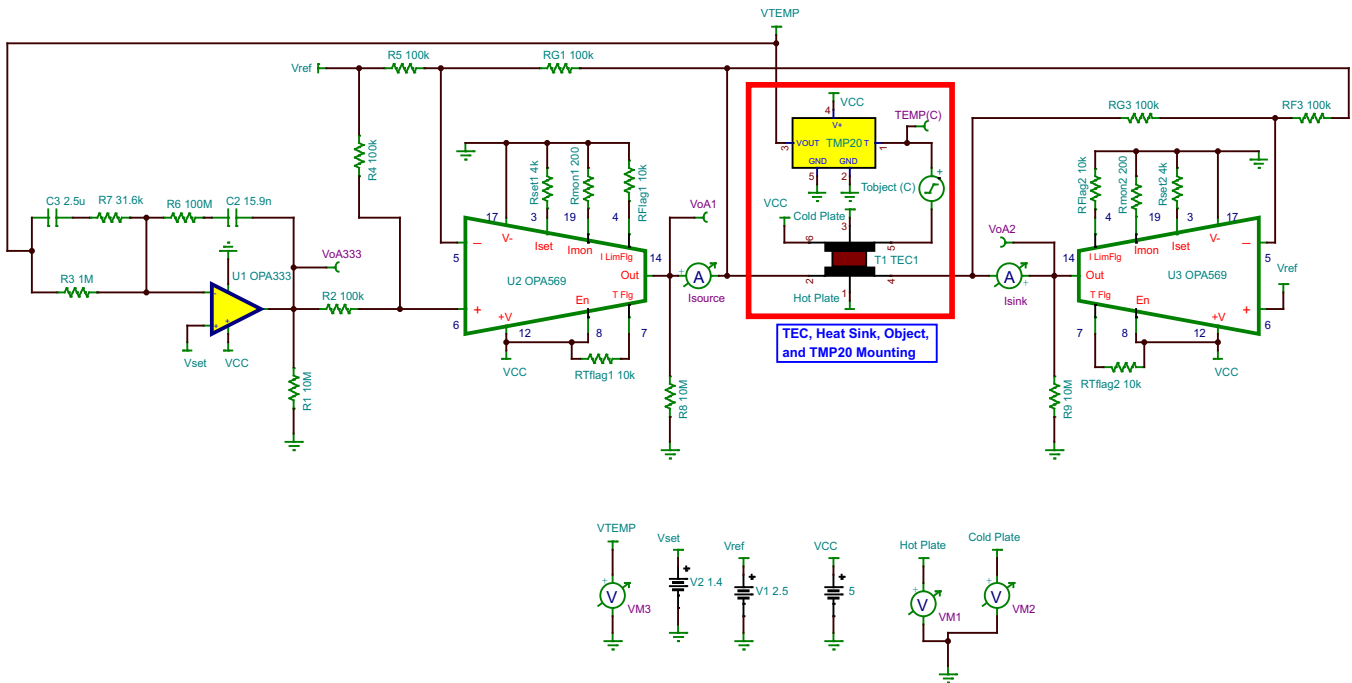 VTEMP
Vref
R5 100k
RG1 100k
R4 100k
VCC
4
V+
TEMP(C)
3
VOUT
TMP20
T
1
GND
GND
5
2
Tobject (C)
+
VCC
Cold Plate
3
6
5
T1 TEC1
2
4
1
Hot Plate
TEC, Heat Sink, Object,
and TMP20 Mounting
RG3 100k
RF3 100k
C3 2.5u
R7 31.6k
R6 100M
C2 15.9n
R3 1M
U1 OPA333
-
+
+
Vset
VCC
VoA333
R2 100k
R1 10M
Rset1 4k
Rmon1 200
RFlag1 10k
17
3
19
4
V-
Iset
Imon
I LimFlg
5
14
U2 OPA569
Out
En
T Flg
+
+V
6
12
8
7
VCC
RTflag1 10k
VoA1
+
A
Isource
R8 10M
VoA2
A
+
Isink
R9 10M
RFlag2 10k
Rmon2 200
Rset2 4k
4
19
3
17
I LimFlg
Imon
Iset
V-
14
5
Out
U3 OPA569
Vref
T Flg
En
+V
+
7
8
12
6
VCC
RTflag2 10k
VTEMP
+
V
VM3
Vset
+
V2 1.4
Vref
+
V1 2.5
VCC
+
5
Hot Plate
+
V
VM1
Cold Plate
+
V
VM2